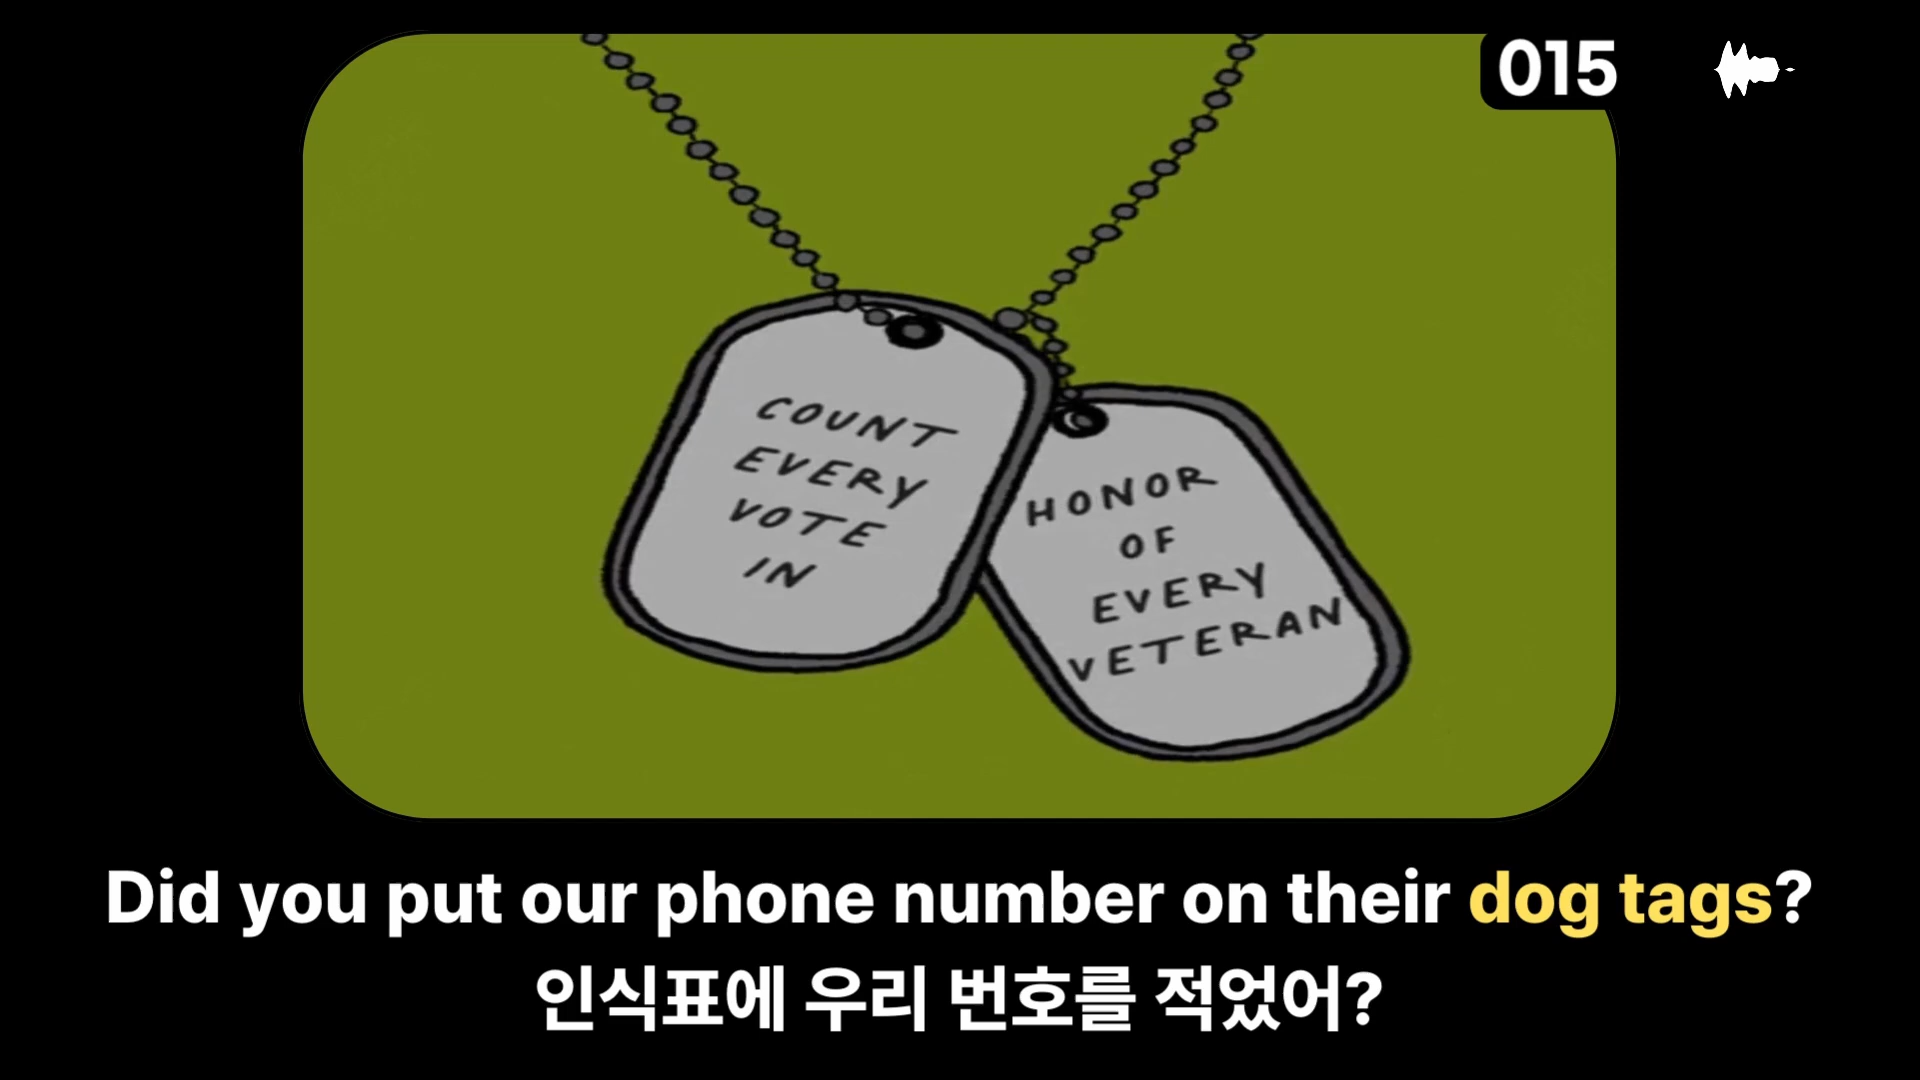 015
COUNT
EVERY
VOTE
IN
HONOR
OF
EVERY
VETERAN
Did you put our phone number on their dog tags?
인식표에 우리 번호를 적었어?